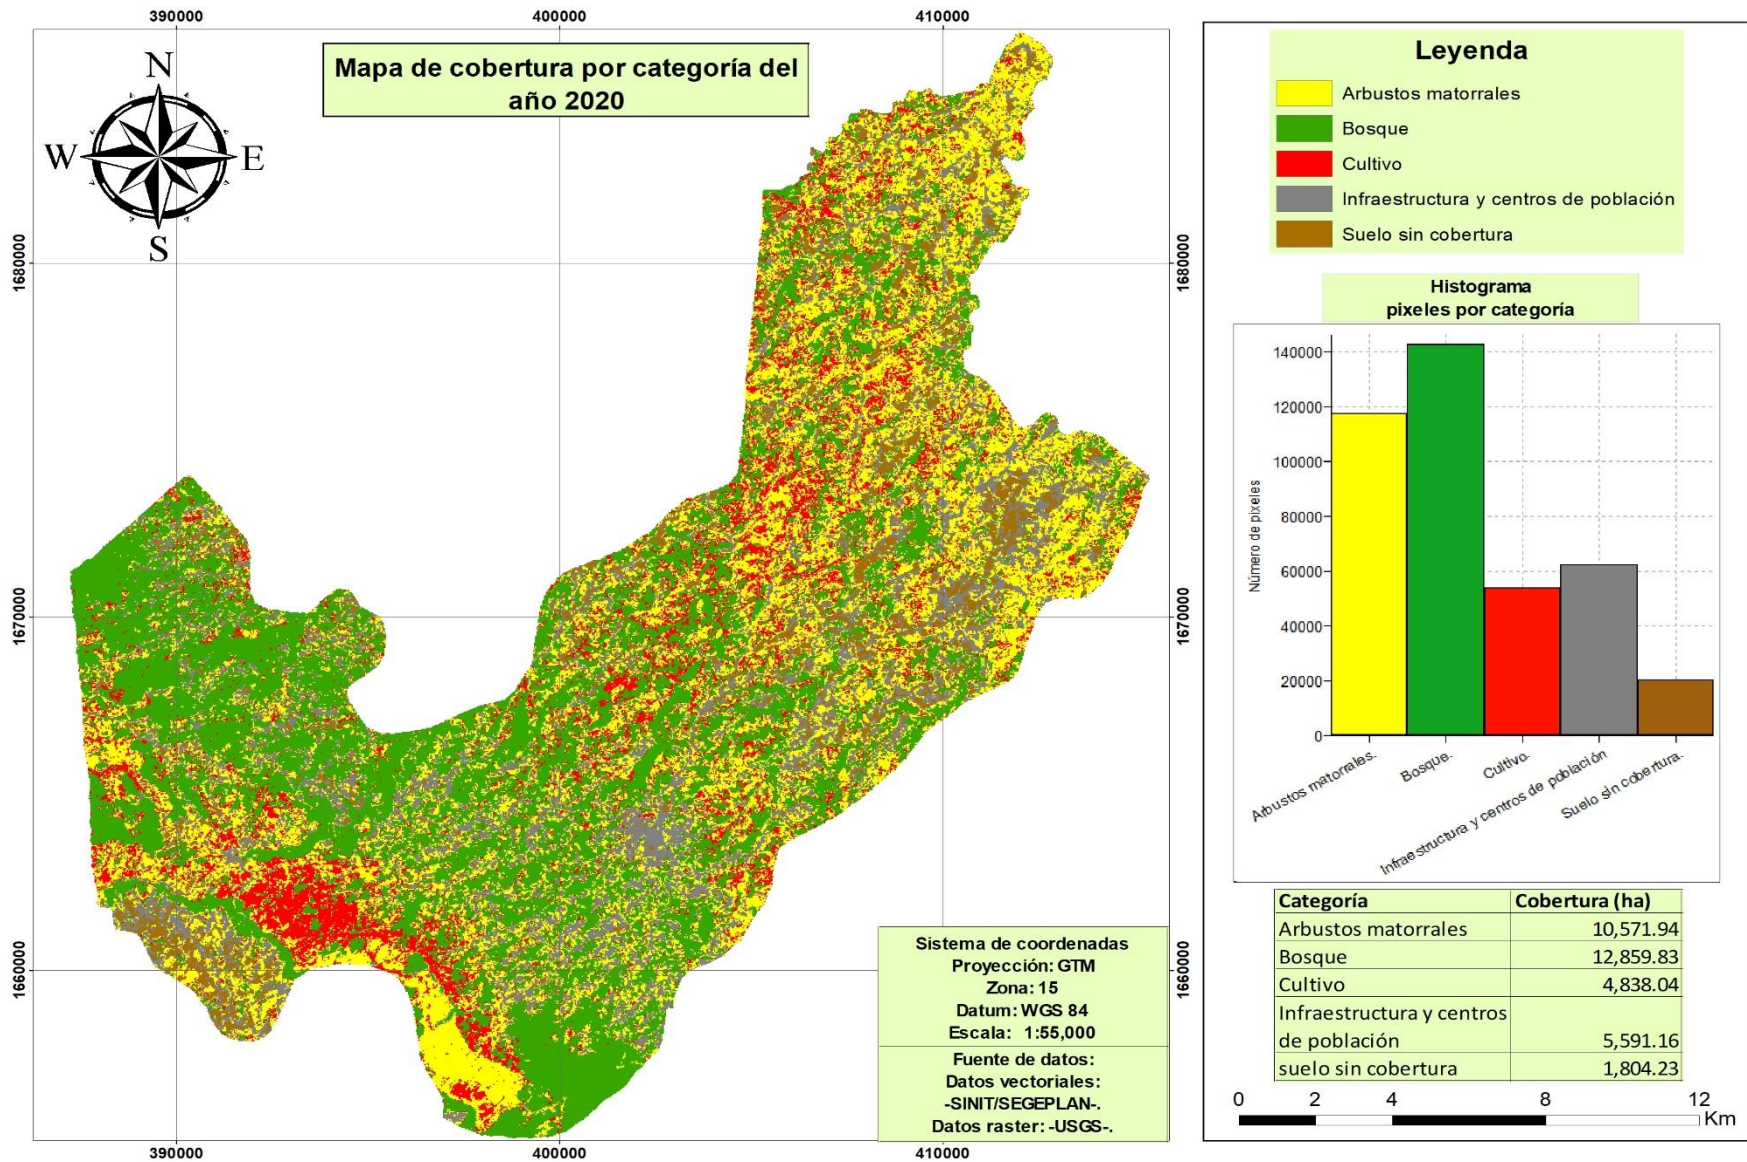 390000
400000
410000
Mapa de cobertura por categoría del
año 2020
N
W
E
S
1680000
1670000
1660000
1680000
1670000
1660000
390000
400000
410000
Sistema de coordenadas
Proyección: GTM
Zona: 15
Datum: WGS 84
Escala: 1:55,000
Fuente de datos:
Datos vectoriales:
-SINIT/SEGEPLAN-.
Datos raster: -USGS-.
Leyenda
Arbustos matorrales
Bosque
Cultivo
Infraestructura y centros de población
Suelo sin cobertura
Histograma
pixeles por categoría
Número de pixeles
140000
120000
100000
80000
60000
40000
20000
0
Arbustos matorrales.
Bosque.
Cultivo.
Infraestructura y centros de población
Suelo sin cobertura.
Categoría Cobertura (ha)
Arbustos matorrales 10,571.94
Bosque 12,859.83
Cultivo 4,838.04
Infraestructura y centros
de población 5,591.16
suelo sin cobertura 1,804.23
0 2 4 8 12
Km